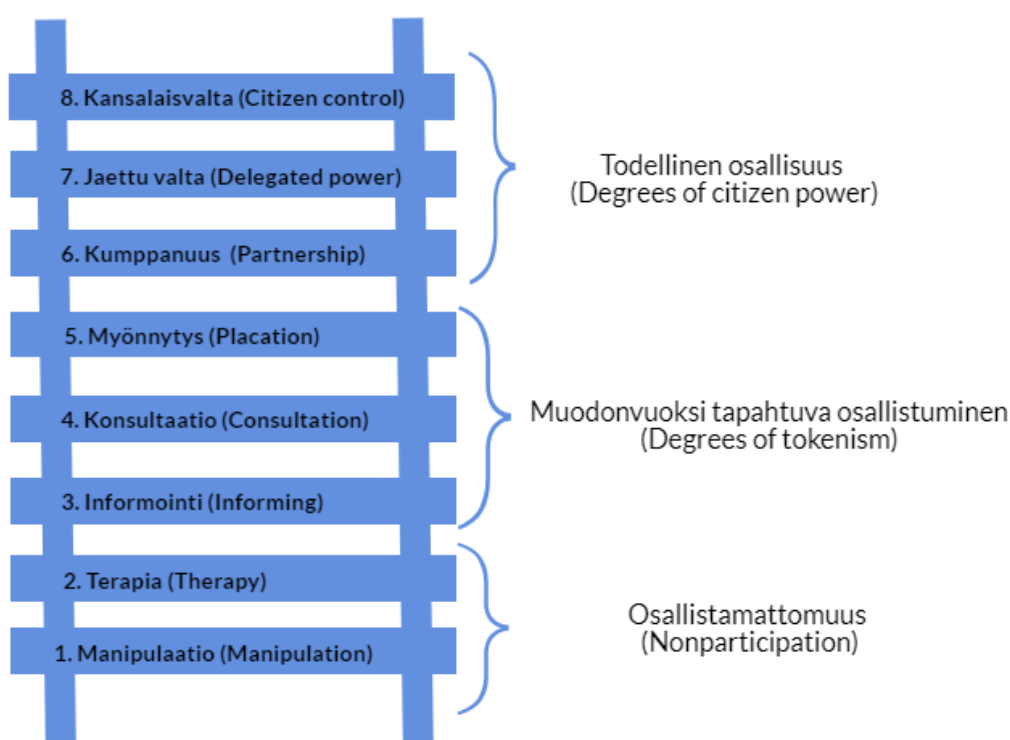 8. Kansalaisvalta (Citizen control)
7. Jaettu valta (Delegated power)
6. Kumppanuus (Partnership)
Todellinen osallisuus
(Degrees of citizen power)
5. Myönnytys (Placation)
4. Konsultaatio (Consultation)
3. Informointi (Informing)
Muodonvuoksi tapahtuva osallistuminen
(Degrees of tokenism)
2. Terapia (Therapy)
1. Manipulaatio (Manipulation)
Osallistamattomuus
(Nonparticipation)